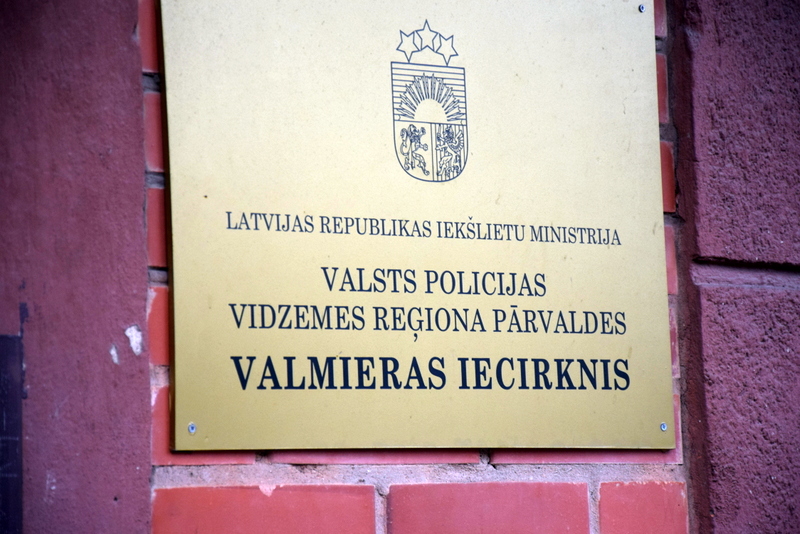 LATVIJAS REPUBLIKAS IEKŠLIETU MINISTRIJA
VALSTS POLICIJAS
VIDZEMES REĢIONA PĀRVALDES
VALMIERAS IECIRKNIS